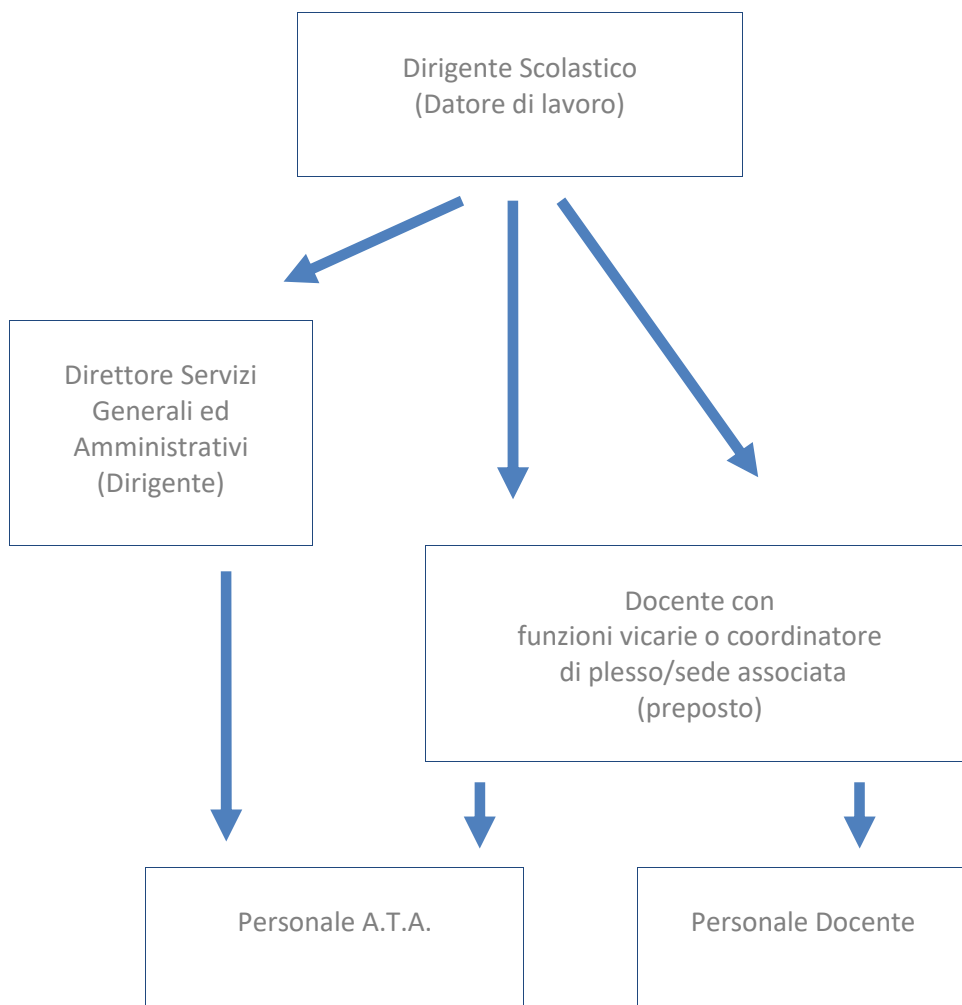 Dirigente Scolastico
(Datore di lavoro)
Direttore Servizi
Generali ed
Amministrativi
(Dirigente)
Docente con
funzioni vicarie o coordinatore
di plesso/sede associata
(preposto)
Personale A.T.A.
Personale Docente